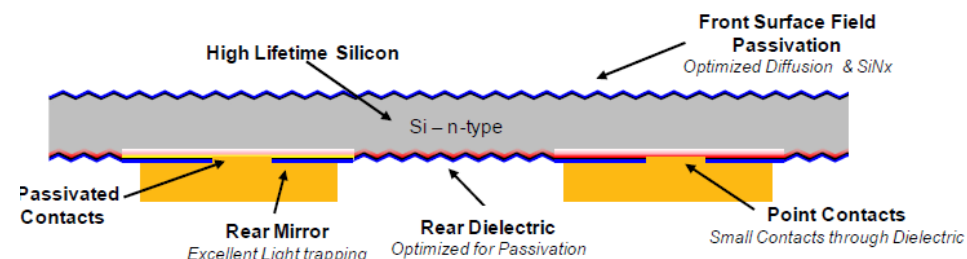 Front Surface Field
Passivation
Optimized Diffusion & SiNx
High Lifetime Silicon
Si – n-type
Passivated
Contacts
Rear Mirror
Excellent Light trapping
Rear Dielectric
Optimized for Passivation
Point Contacts
Small Contacts through Dielectric